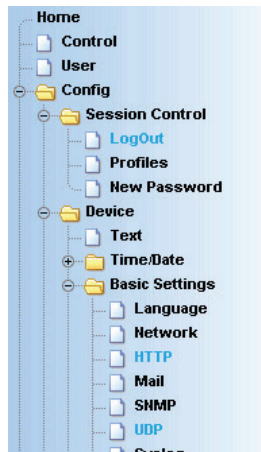 Home
Control
User
Config
Session Control
LogOut
Profiles
New Password
Device
Text
Time/Date
Basic Settings
Language
Network
HTTP
Mail
SNMP
UDP